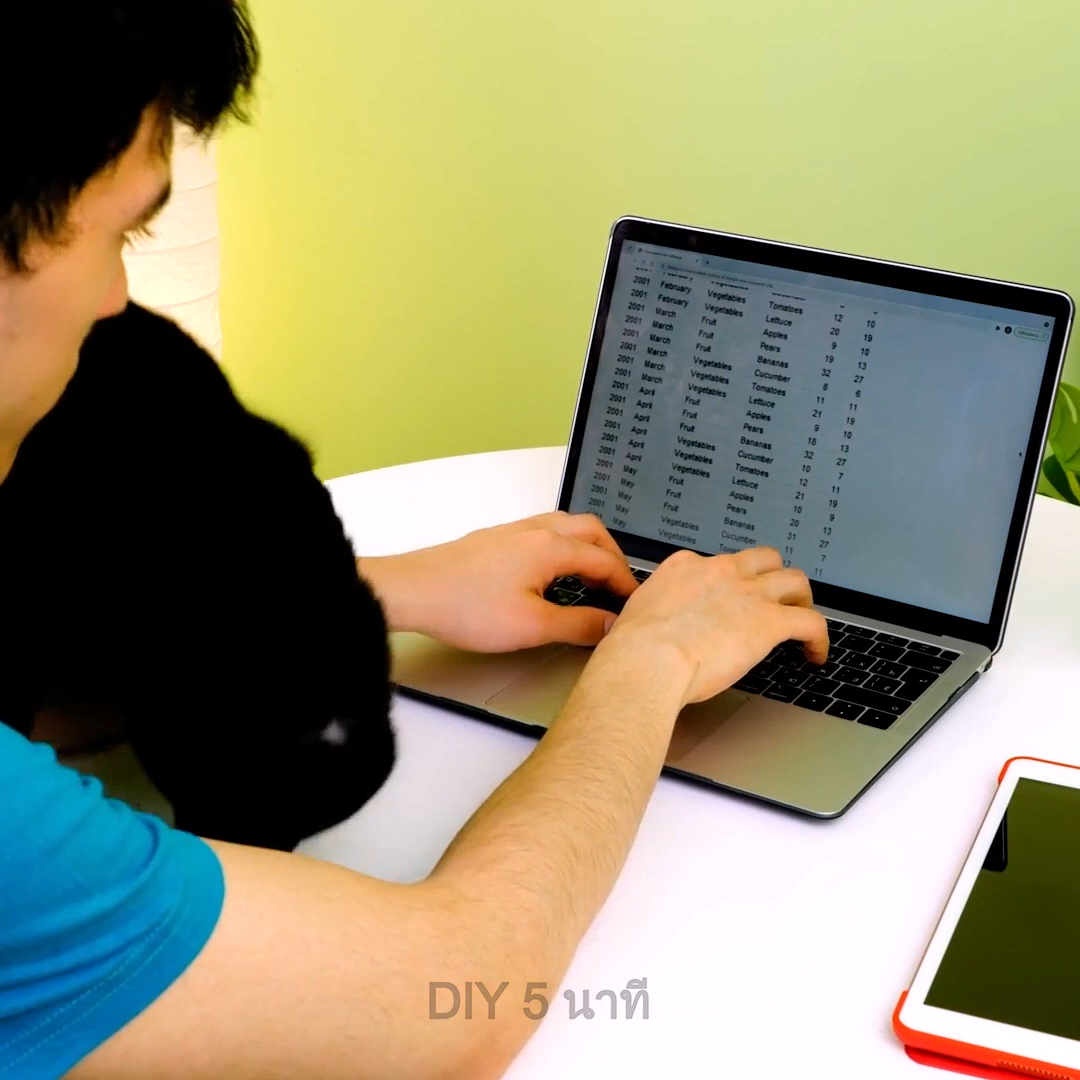 2001 February Vegetables Tomatoes 12 10
2001 February Vegetables Lettuce 20 19
2001 March Fruit Apples 9 10
2001 March Fruit Pears 19 13
2001 March Fruit Bananas 32 27
2001 March Vegetables Cucumber 8 6
2001 March Vegetables Tomatoes 11 11
2001 March Vegetables Lettuce 21 19
2001 April Fruit Apples 9 10
2001 April Fruit Pears 18 13
2001 April Fruit Bananas 32 27
2001 April Vegetables Cucumber 10 7
2001 April Vegetables Tomatoes 12 11
2001 April Vegetables Lettuce 21 19
2001 May Fruit Apples 10 9
2001 May Fruit Pears 20 13
2001 May Fruit Bananas 31 27
2001 May Vegetables Cucumber 11 7
Vegetables 11
DIY 5 นาที